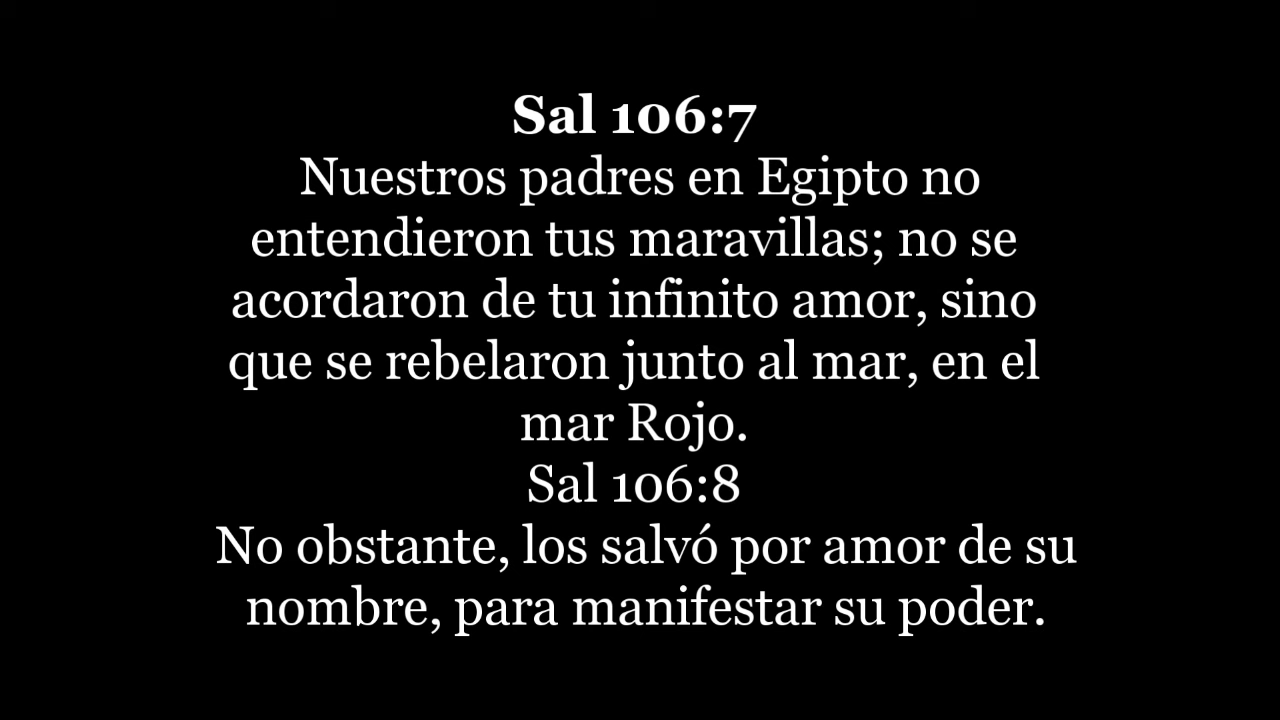 Sal 106:7
Nuestros padres en Egipto no
entendieron tus maravillas; no se
acordaron de tu infinito amor, sino
que se rebelaron junto al mar, en el
mar Rojo.
Sal 106:8
No obstante, los salvó por amor de su
nombre, para manifestar su poder.